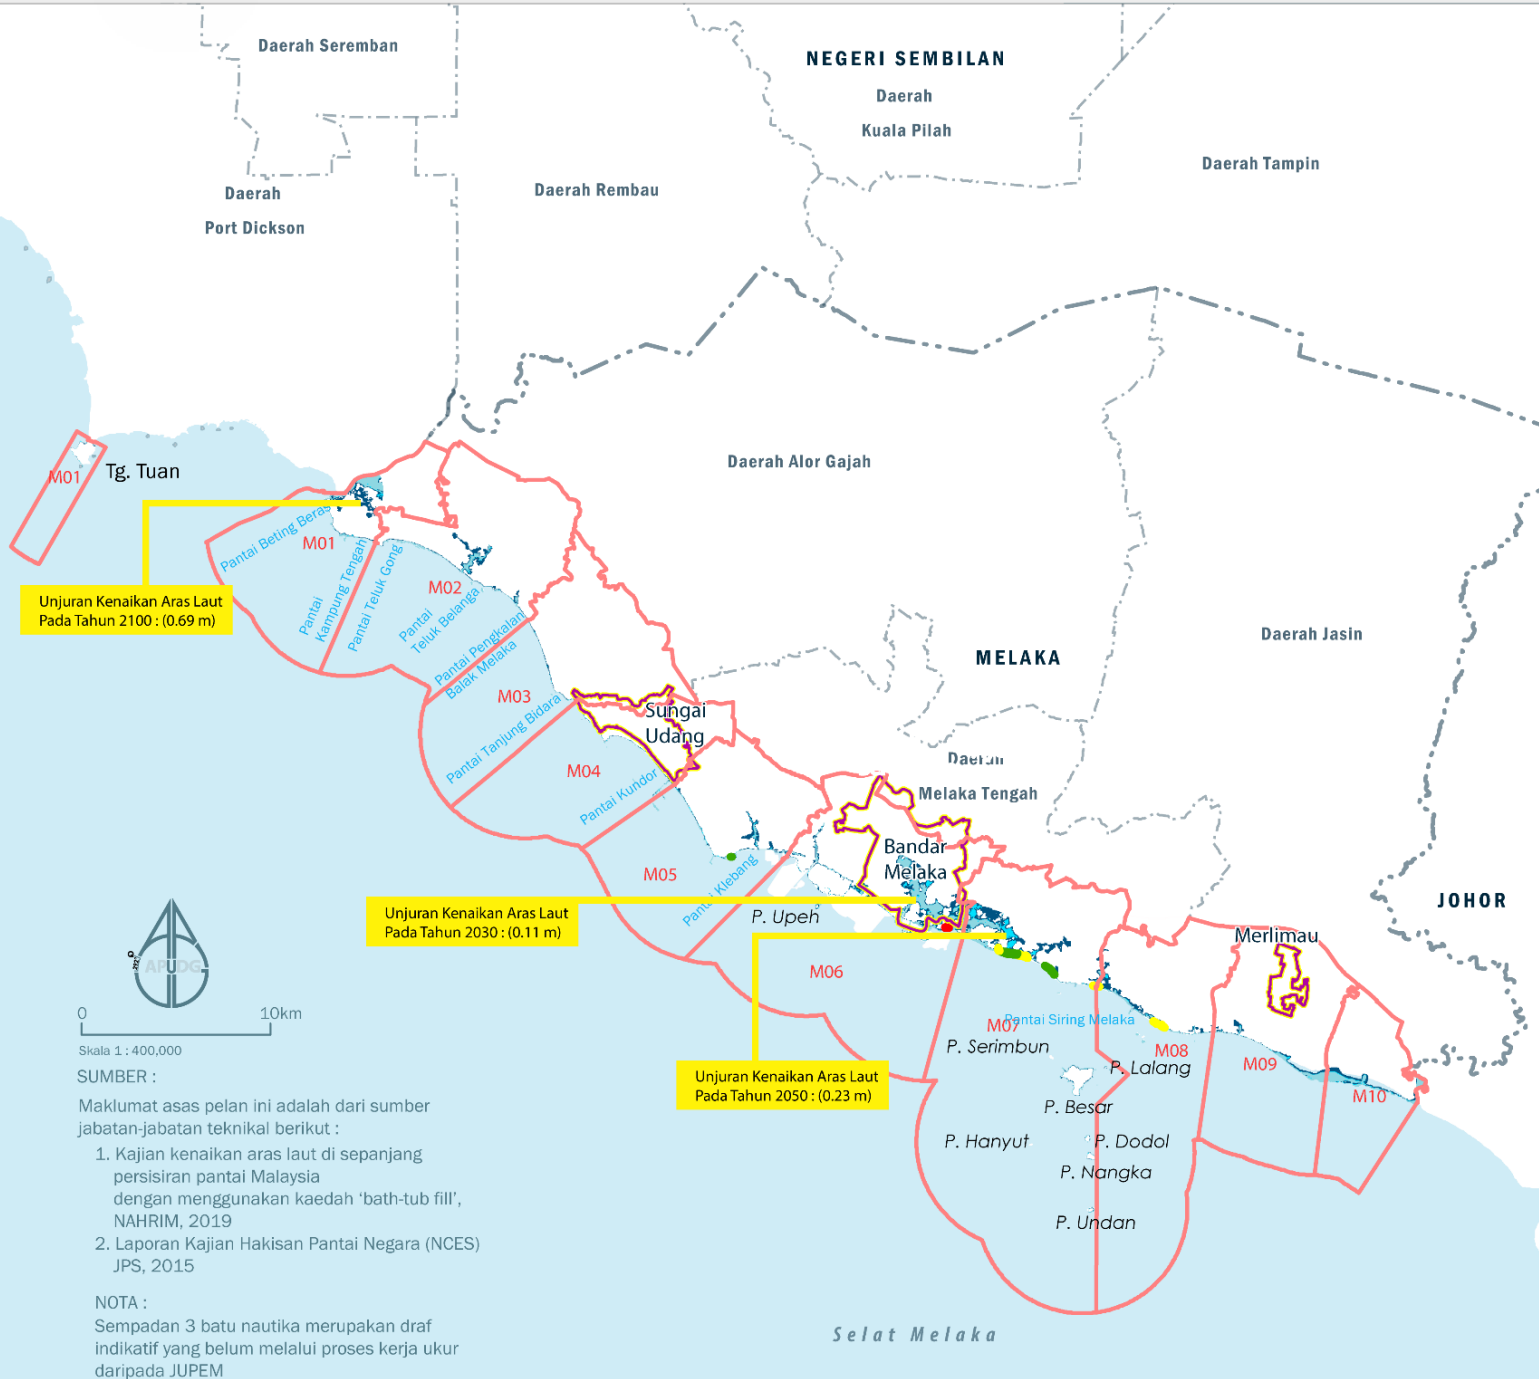 Daerah Seremban
NEGERI SEMBILAN
Daerah
Kuala Pilah
Daerah Tampin
Daerah
Port Dickson
Daerah Rembau
Daerah Alor Gajah
M01
Tg. Tuan
Pantai Beting Beras
M01
Pantai
Kampung Tengah
Pantai Teluk Gong
M02
Pantai
Teluk Belanga
Pantai Pengkalan
Balak Melaka
Unjuran Kenaikan Aras Laut
Pada Tahun 2100 : (0.69 m)
Daerah Jasin
MELAKA
M03
Pantai Tanjung Bidara
Sungai
Udang
M04
Pantai Kundor
Daerah
Melaka Tengah
Bandar
Melaka
M05
Pantai Klebang
JOHOR
Unjuran Kenaikan Aras Laut
Pada Tahun 2030 : (0.11 m)
P. Upeh
Merlimau
M06
APUDG
0
10km
Skala 1 : 400,000
M07
Pantai Siring Melaka
P. Serimbun
M08
P. Lalang
M09
M10
Unjuran Kenaikan Aras Laut
Pada Tahun 2050 : (0.23 m)
P. Besar
P. Hanyut
P. Dodol
P. Nangka
P. Undan
SUMBER :
Maklumat asas pelan ini adalah dari sumber
jabatan-jabatan teknikal berikut :
1. Kajian kenaikan aras laut di sepanjang
persisiran pantai Malaysia
dengan menggunakan kaedah ‘bath-tub fill’,
NAHRIM, 2019
2. Laporan Kajian Hakisan Pantai Negara (NCES)
JPS, 2015
NOTA :
Sempadan 3 batu nautika merupakan draf
indikatif yang belum melalui proses kerja ukur
daripada JUPEM
Selat Melaka